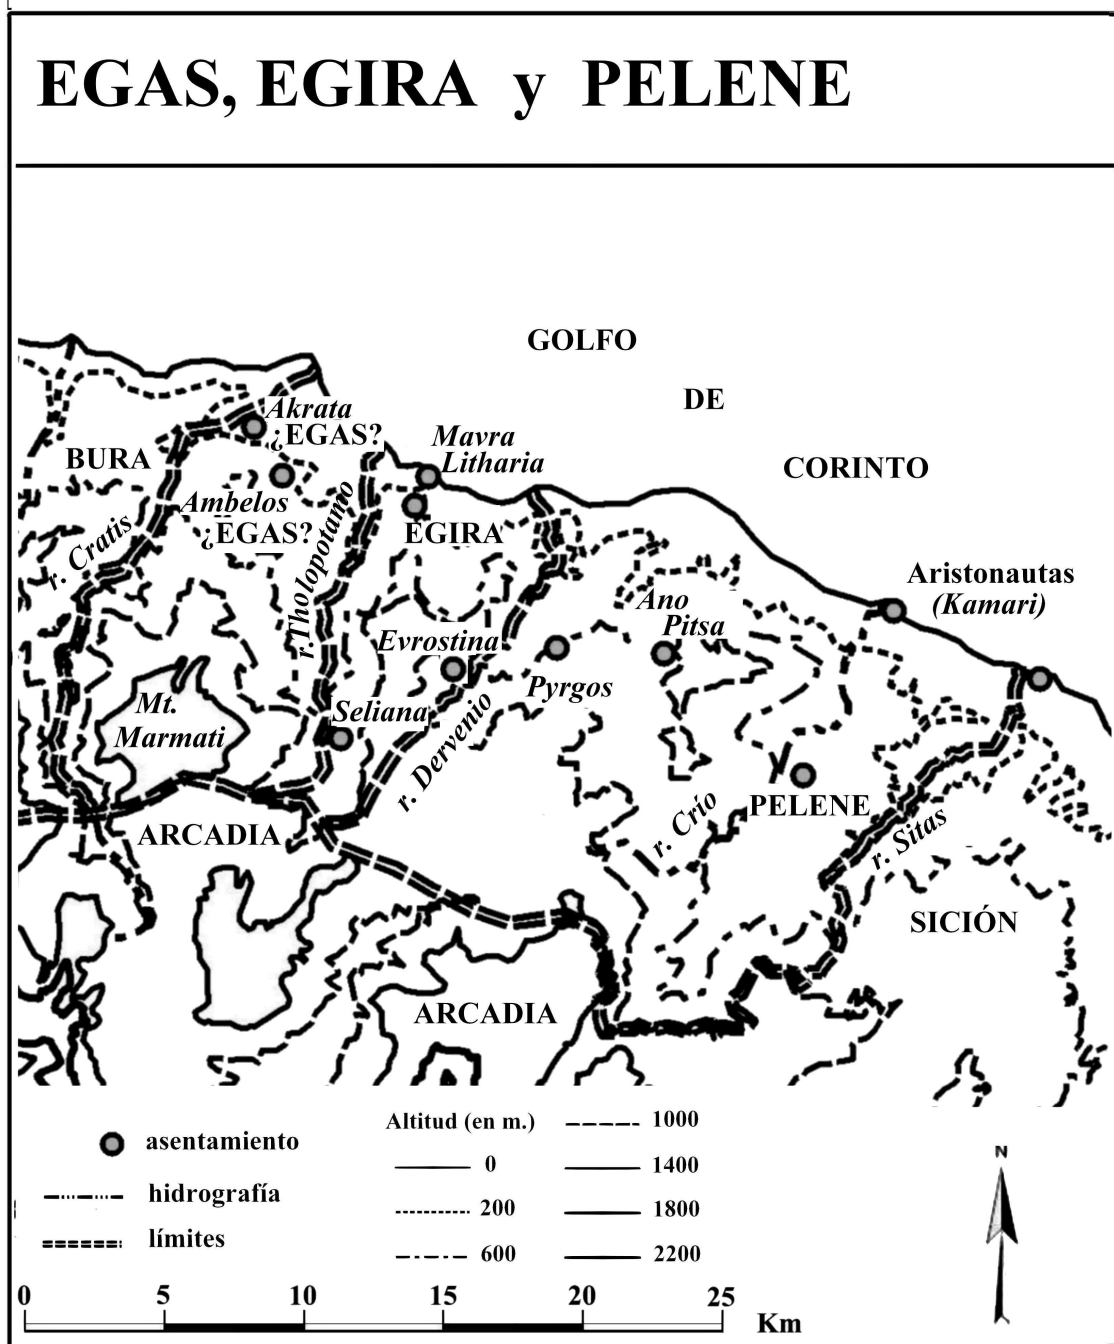 EGAS, EGIRA y PELENE
GOLFO
DE
CORINTO
Akrata
¿EGAS?
BURA
Mavra
Litharia
Ambelos
¿EGAS?
EGIRA
r. Cratis
r.Tholopotamo
Aristonautas
(Kamari)
Ano
Pitsa
Evrostina
Pyrgos
Mt.
Marmati
Seliana
r. Dervenio
PELENE
r. Crío
r. Sitas
ARCADIA
SICIÓN
ARCADIA
asentamiento
hidrografía
límites
Altitud (en m.)
0
200
600
1000
1400
1800
2200
N
0 5 10 15 20 25
Km